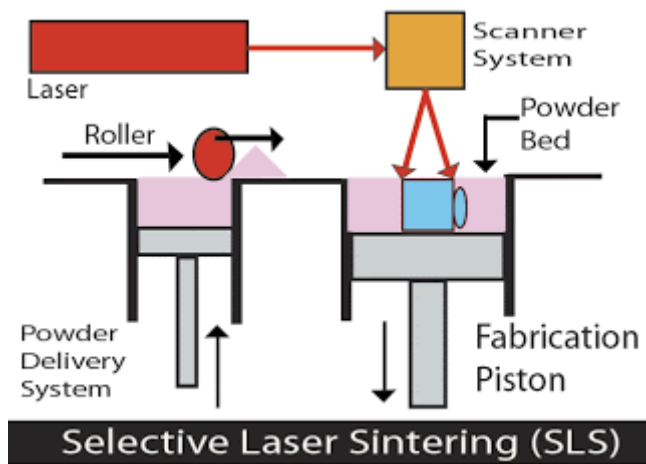 Laser
Scanner
System
Roller
Powder
Bed
Powder
Delivery
System
Fabrication
Piston
Selective Laser Sintering (SLS)